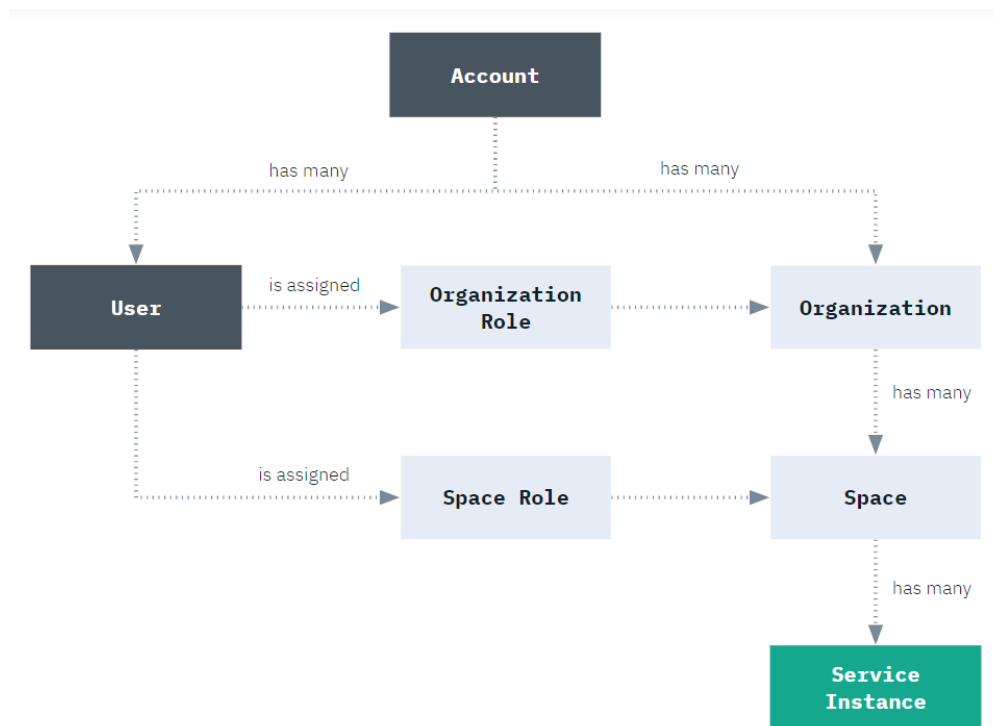 Account
has many
has many
User
is assigned
Organization
Role
Organization
has many
is assigned
Space Role
Space
has many
Service
Instance